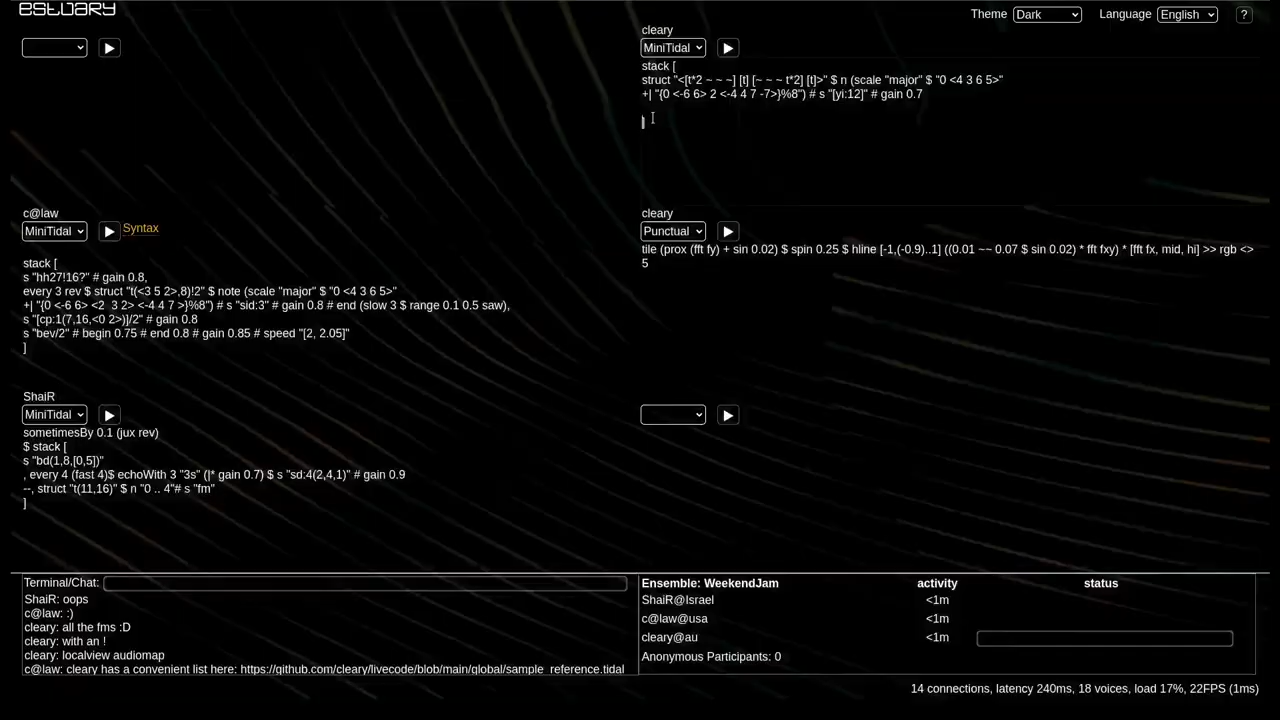 estuary
Theme Dark Language English ?
cleary
MiniTidal
stack [
struct "<[t*2 ~ ~ ~] [t] [~ ~ ~ t*2] [t]>" $ n (scale "major" $ "0 <4 3 6 5>"
+| "{0 <-6 6> 2 <-4 4 7 -7>}%8") # s "[yi:12]" # gain 0.7
c@law
MiniTidal Syntax
stack [
s "hh27!16?" # gain 0.8,
every 3 rev $ struct "t(<3 5 2>,8)!2" $ note (scale "major" $ "0 <4 3 6 5>"
+| "{0 <-6 6> <2  3 2> <-4 4 7 >}%8") # s "sid:3" # gain 0.8 # end (slow 3 $ range 0.1 0.5 saw),
s "[cp:1(7,16,<0 2>)]/2" # gain 0.8
s "bev/2" # begin 0.75 # end 0.8 # gain 0.85 # speed "[2, 2.05]"
]
cleary
Punctual
tile (prox (fft fy) + sin 0.02) $ spin 0.25 $ hline [-1,(-0.9)..1] ((0.01 ~~ 0.07 $ sin 0.02) * fft fxy) * [fft fx, mid, hi] >> rgb <>
5
ShaiR
MiniTidal
sometimesBy 0.1 (jux rev)
$ stack [
s "bd(1,8,[0,5])"
, every 4 (fast 4)$ echoWith 3 "3s" (|* gain 0.7) $ s "sd:4(2,4,1)" # gain 0.9
--, struct "t(11,16)" $ n "0 .. 4"# s "fm"
]
Terminal/Chat:
ShaiR: oops
c@law: :)
cleary: all the fms :D
cleary: with an !
cleary: localview audiomap
c@law: cleary has a convenient list here: https://github.com/cleary/livecode/blob/main/global/sample_reference.tidal
Ensemble: WeekendJam activity status
ShaiR@Israel <1m
c@law@usa <1m
cleary@au <1m
Anonymous Participants: 0
14 connections, latency 240ms, 18 voices, load 17%, 22FPS (1ms)